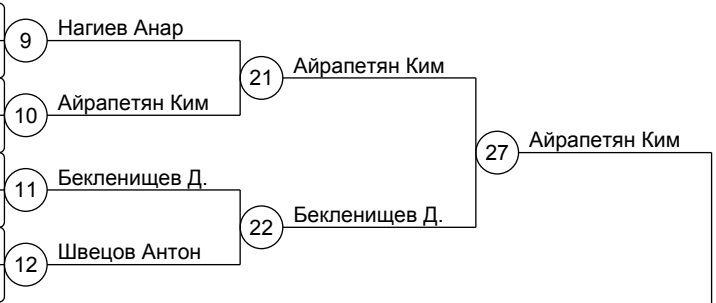 9 Нагиев Анар
21 Айрапетян Ким
10 Айрапетян Ким
27 Айрапетян Ким
11 Бекленищев Д.
22 Бекленищев Д.
12 Швецов Антон